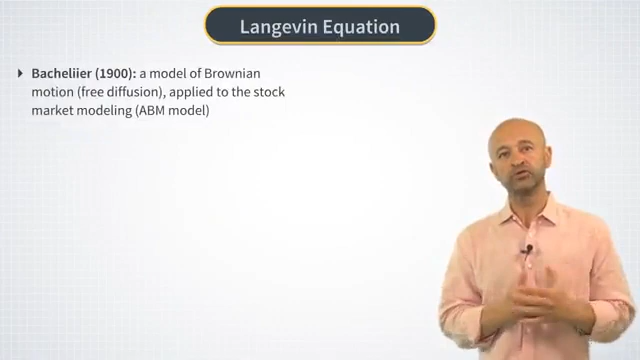 Langevin Equation
Bacheliier (1900): a model of Brownian
motion (free diffusion), applied to the stock
market modeling (ABM model)